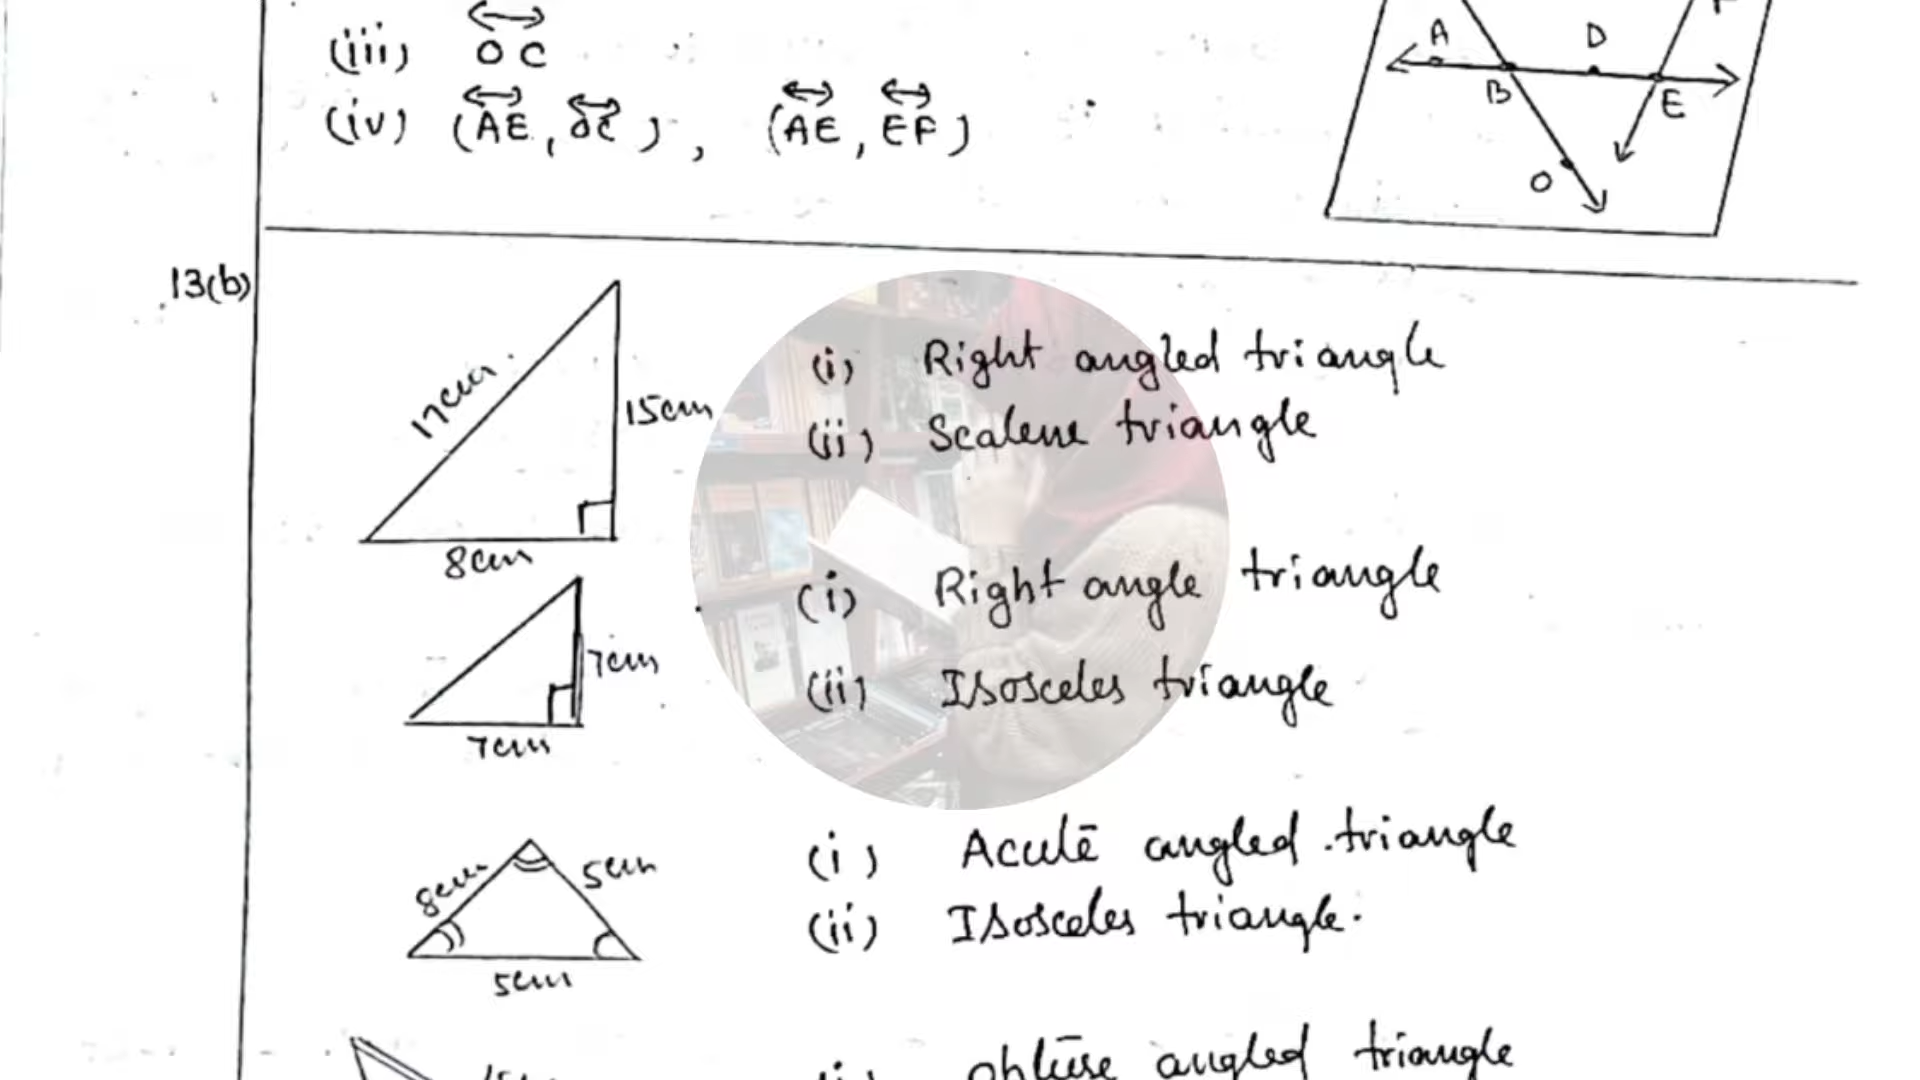 (iii) OC
(iv) (AE, OC), (AE, EF)
A
D
B
E
O
13(b)
17cm
15cm
8cm
(i) Right angled triangle
(ii) Scalene triangle
7cm
7cm
(i) Right angle triangle
(ii) Isosceles triangle
8cm
5cm
5cm
(i) Acute angled triangle
(ii) Isosceles triangle.
(i) obtuse angled triangle